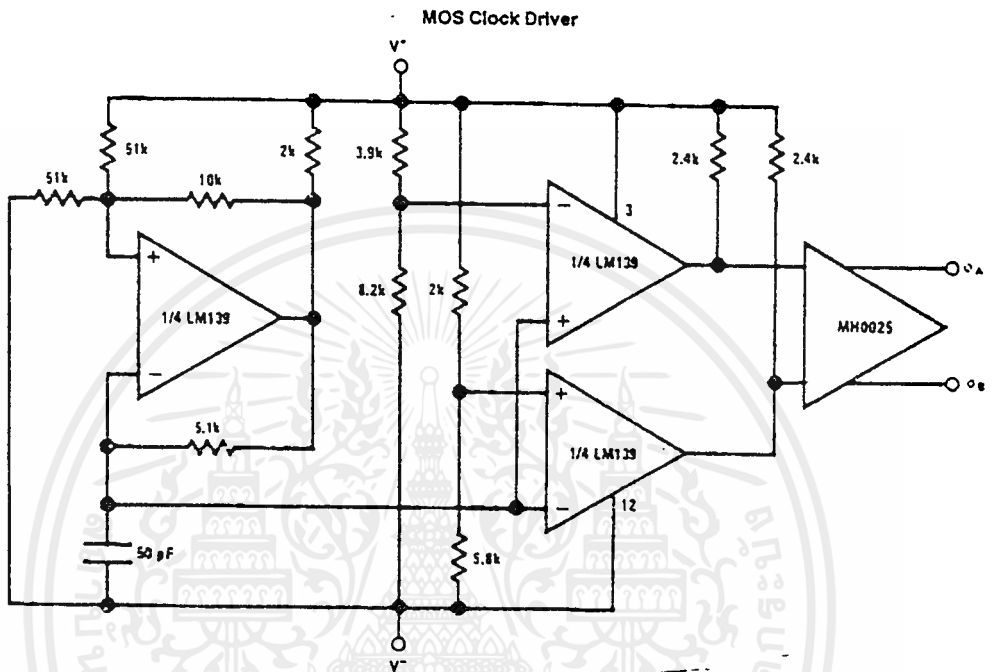 MOS Clock Driver
V+
51k
2k
3.9k
2.4k
2.4k
51k
10k
−
3
+
1/4 LM139
1/4 LM139
8.2k
2k
∅A
MH0025
+
−
+
1/4 LM139
∅B
5.1k
−
12
50 pF
5.8k
V−